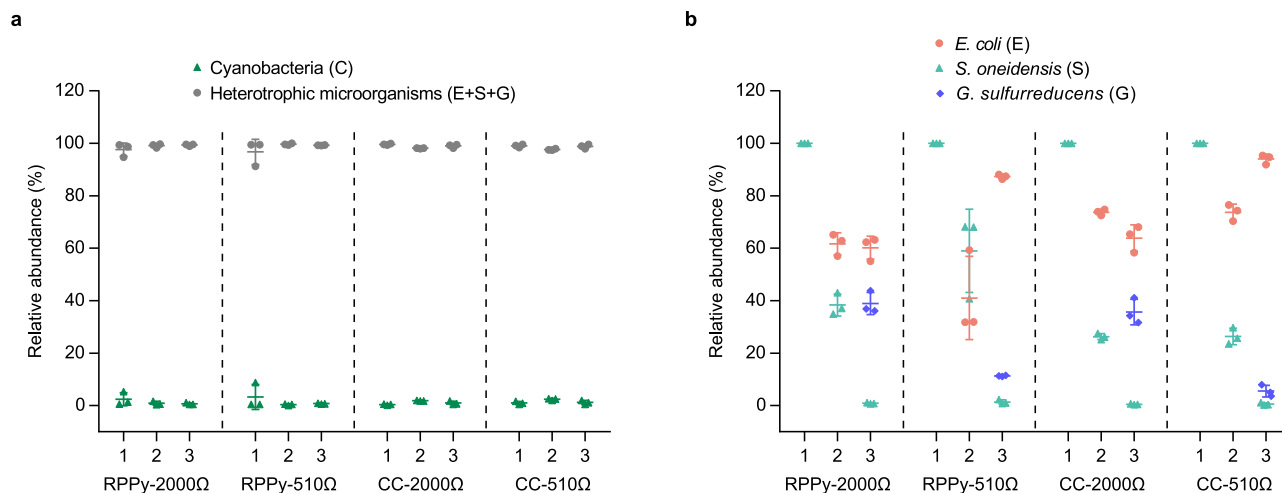 a
Cyanobacteria (C)
Heterotrophic microorganisms (E+S+G)
Relative abundance (%)
120
100
80
60
40
20
0
1 2 3 1 2 3 1 2 3 1 2 3
RPPy-2000Ω RPPy-510Ω CC-2000Ω CC-510Ω
b
E. coli (E)
S. oneidensis (S)
G. sulfurreducens (G)
Relative abundance (%)
120
100
80
60
40
20
0
1 2 3 1 2 3 1 2 3 1 2 3
RPPy-2000Ω RPPy-510Ω CC-2000Ω CC-510Ω